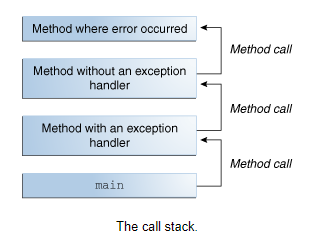 Method where error occurred
Method call
Method without an exception
handler
Method call
Method with an exception
handler
Method call
main
The call stack.